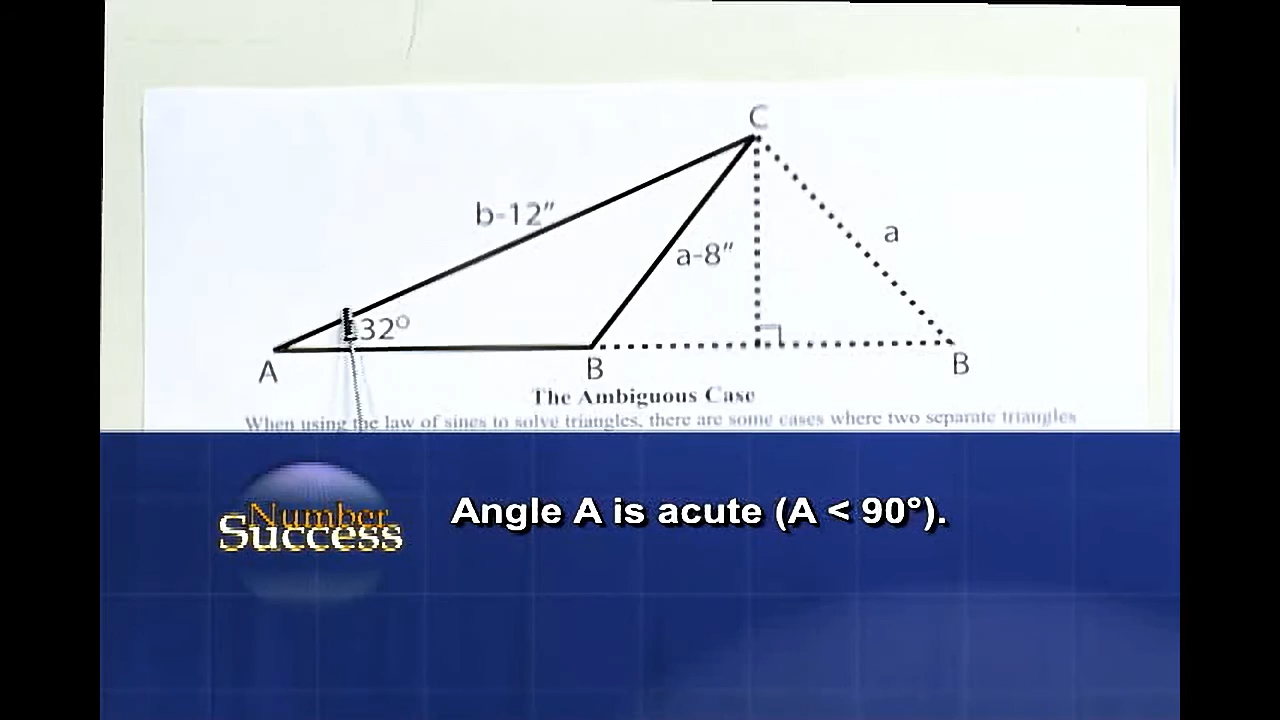 C
b-12"
a-8"
a
32°
A
B
B
The Ambiguous Case
When using the law of sines to solve triangles, there are some cases where two separate triangles
Number
Success
Angle A is acute (A < 90°).